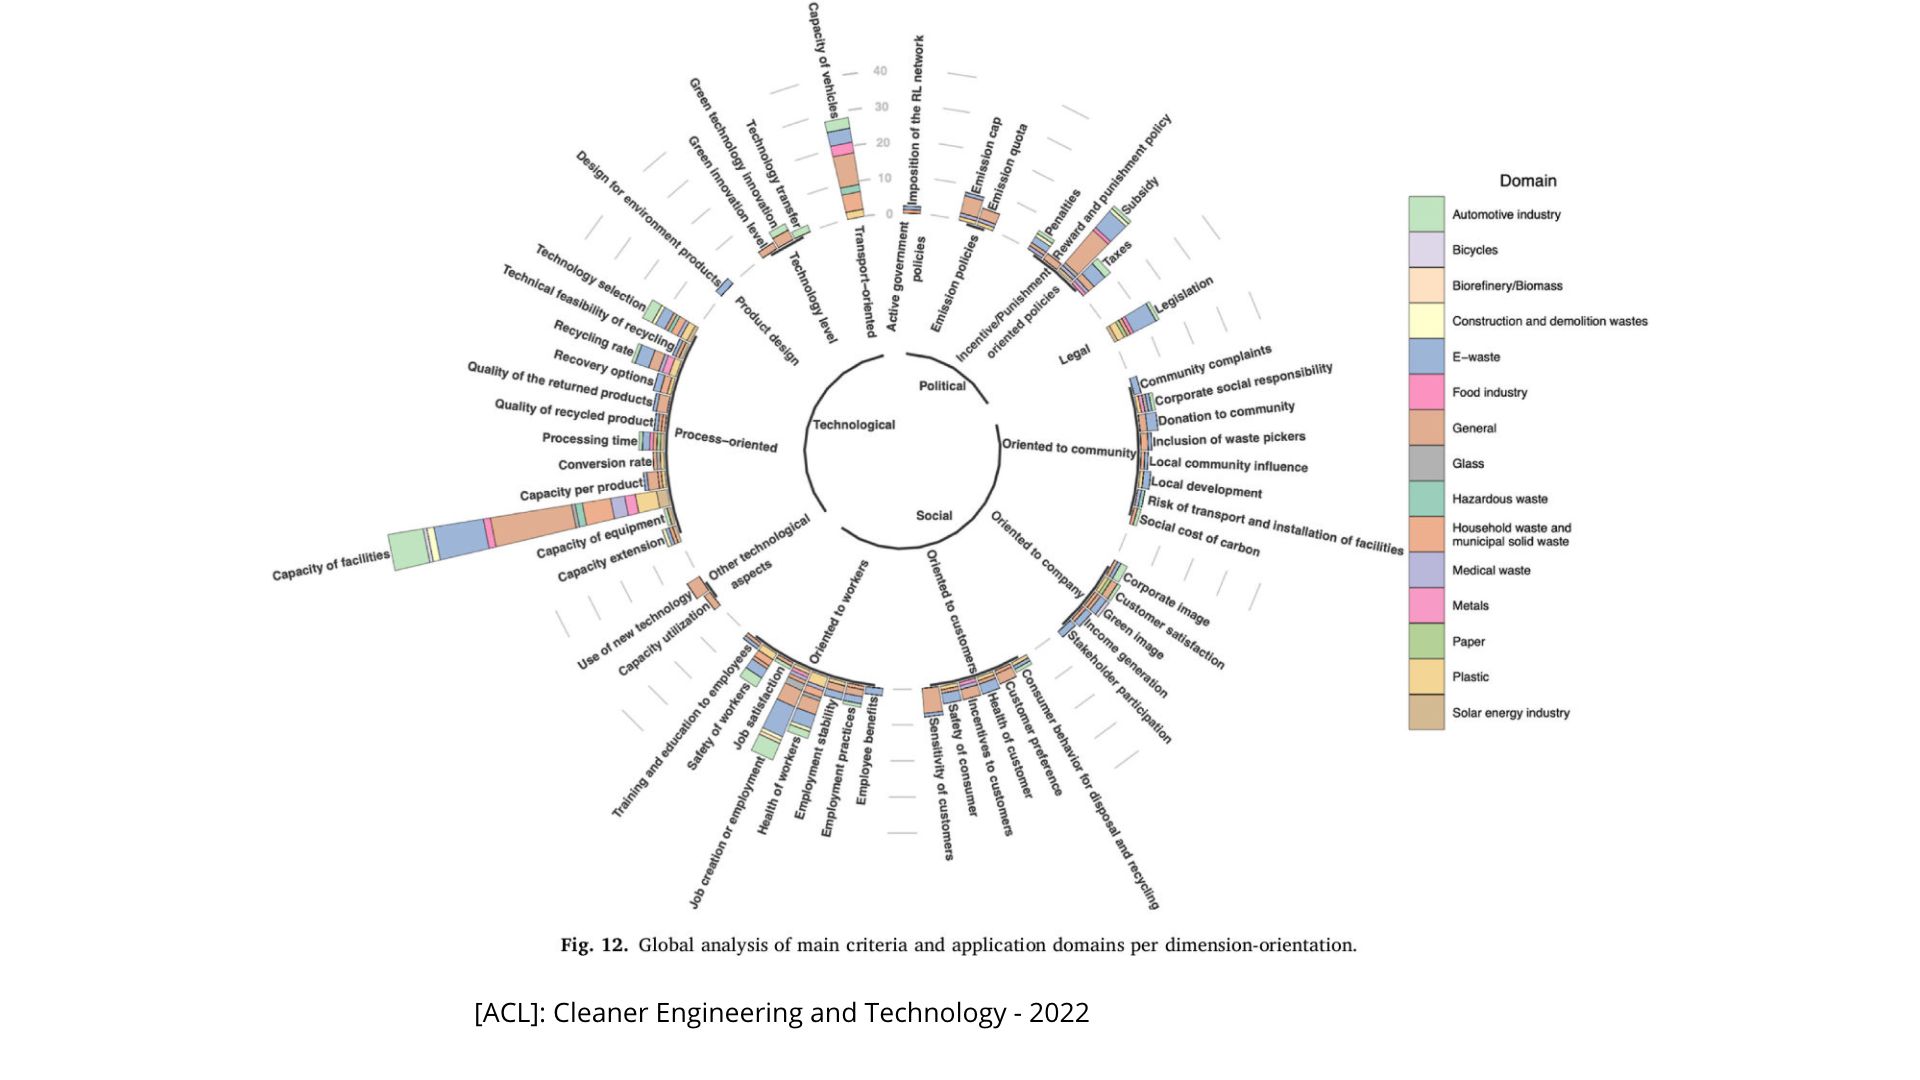 Capacity of vehicles
40
30
20
10
0
Imposition of the RL network
Emission cap
Emission quota
Penalties
Reward and punishment policy
Subsidy
Taxes
Legislation
Community complaints
Corporate social responsibility
Donation to community
Inclusion of waste pickers
Local community influence
Local development
Risk of transport and installation of facilities
Social cost of carbon
Corporate image
Customer satisfaction
Green image
Income generation
Stakeholder participation
Consumer behavior for disposal and recycling
Customer preference
Health of customer
Incentives to customers
Safety of consumer
Sensitivity of customers
Employee benefits
Employment practices
Employment stability
Health of workers
Job creation or employment
Job satisfaction
Safety of workers
Training and education to employees
Capacity utilization
Use of new technology
Capacity extension
Capacity of equipment
Capacity of facilities
Capacity per product
Conversion rate
Processing time
Quality of recycled product
Quality of the returned products
Recovery options
Recycling rate
Technical feasibility of recycling
Technology selection
Design for environment products
Green innovation level
Green technology innovation
Technology transfer
Transport−oriented
Active government
policies
Emission policies
Incentive/Punishment
oriented policies
Legal
Oriented to community
Oriented to company
Oriented to customers
Oriented to workers
Other technological
aspects
Process−oriented
Product design
Technology level
Political
Technological
Social
Domain
Automotive industry
Bicycles
Biorefinery/Biomass
Construction and demolition wastes
E−waste
Food industry
General
Glass
Hazardous waste
Household waste and
municipal solid waste
Medical waste
Metals
Paper
Plastic
Solar energy industry
Fig. 12. Global analysis of main criteria and application domains per dimension-orientation.
[ACL]: Cleaner Engineering and Technology - 2022